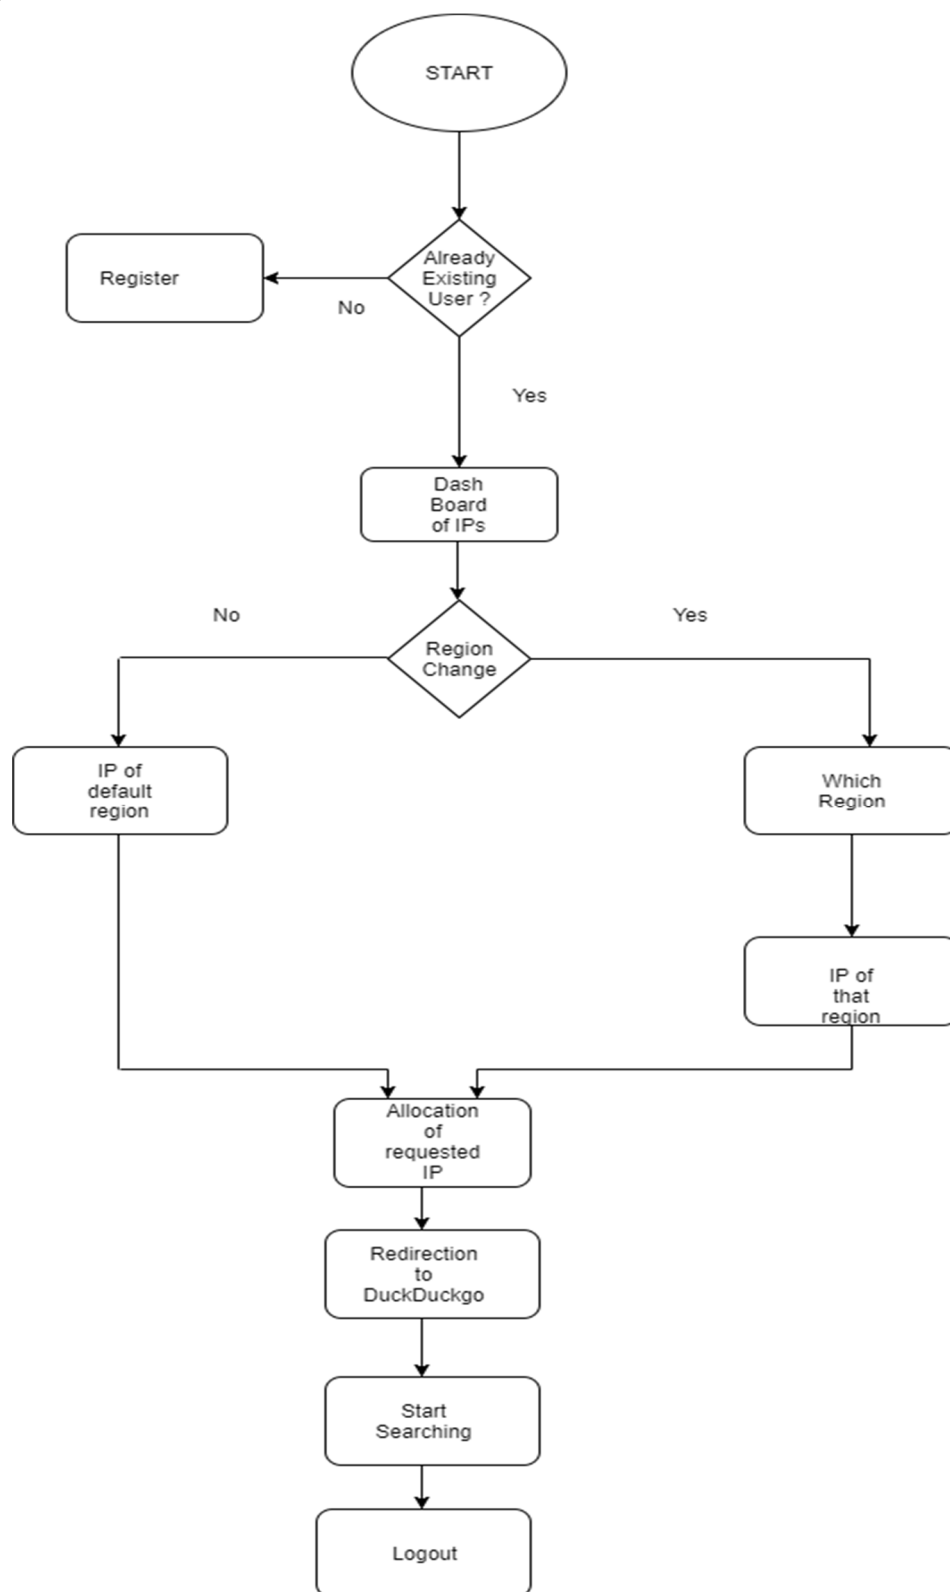 START
Already
Existing
User ?
Register
No
Yes
Dash
Board
of IPs
No
Yes
Region
Change
IP of
default
region
Which
Region
IP of
that
region
Allocation
of
requested
IP
Redirection
to
DuckDuckgo
Start
Searching
Logout